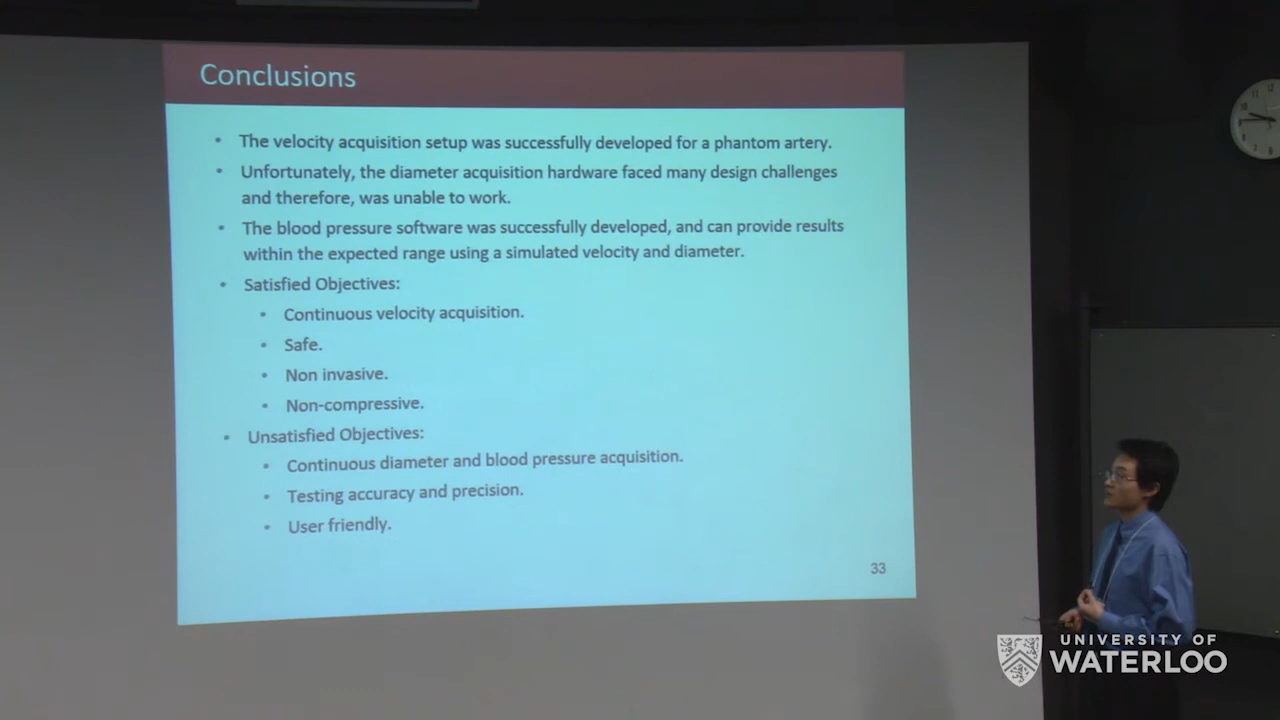 Conclusions
• The velocity acquisition setup was successfully developed for a phantom artery.
• Unfortunately, the diameter acquisition hardware faced many design challenges
and therefore, was unable to work.
• The blood pressure software was successfully developed, and can provide results
within the expected range using a simulated velocity and diameter.
• Satisfied Objectives:
• Continuous velocity acquisition.
• Safe.
• Non invasive.
• Non-compressive.
• Unsatisfied Objectives:
• Continuous diameter and blood pressure acquisition.
• Testing accuracy and precision.
• User friendly.
33
UNIVERSITY OF
WATERLOO